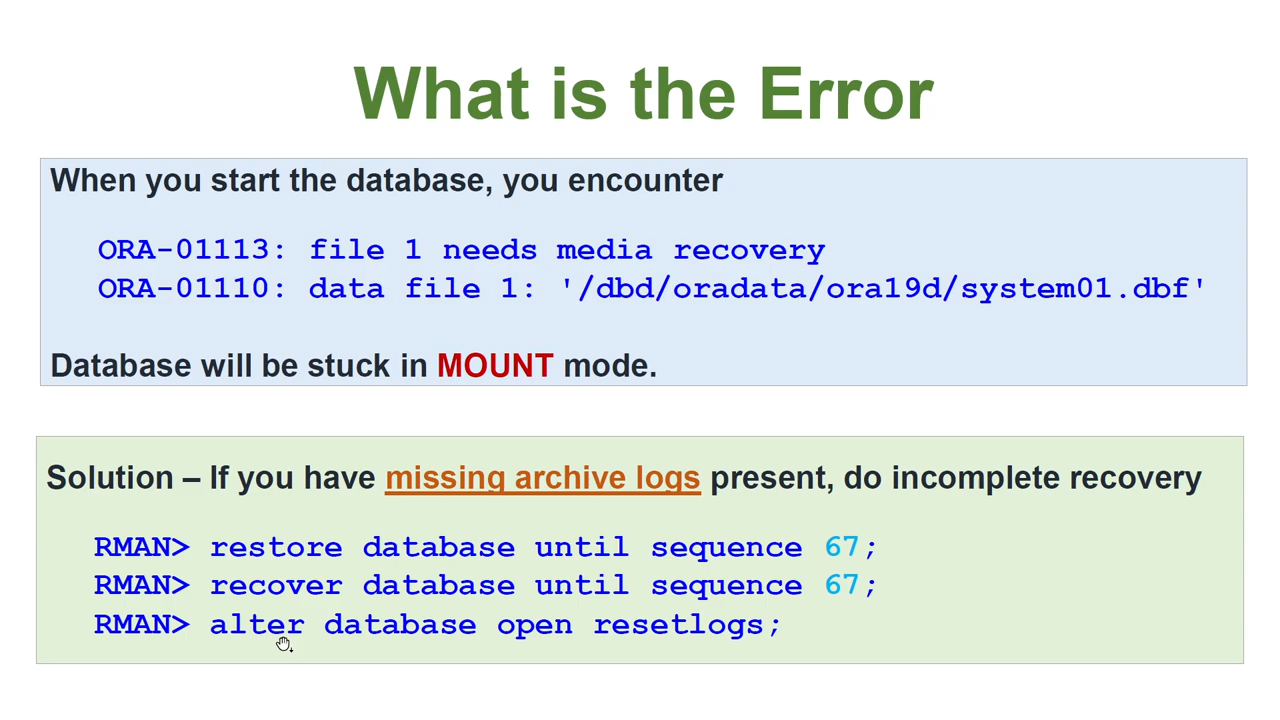 What is the Error
When you start the database, you encounter
ORA-01113: file 1 needs media recovery
ORA-01110: data file 1: '/dbd/oradata/ora19d/system01.dbf'
Database will be stuck in MOUNT mode.
Solution – If you have missing archive logs present, do incomplete recovery
RMAN> restore database until sequence 67;
RMAN> recover database until sequence 67;
RMAN> alter database open resetlogs;